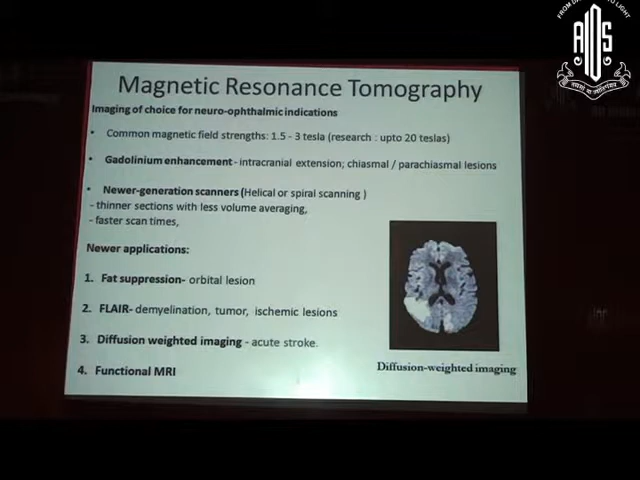 AIOS
Magnetic Resonance Tomography
Imaging of choice for neuro-ophthalmic indications
• Common magnetic field strengths: 1.5 - 3 tesla (research : upto 20 teslas)
• Gadolinium enhancement - intracranial extension; chiasmal / parachiasmal lesions
• Newer-generation scanners (Helical or spiral scanning )
- thinner sections with less volume averaging,
- faster scan times,
Newer applications:
1. Fat suppression- orbital lesion
2. FLAIR- demyelination, tumor, ischemic lesions
3. Diffusion weighted imaging - acute stroke.
4. Functional MRI
Diffusion-weighted imaging